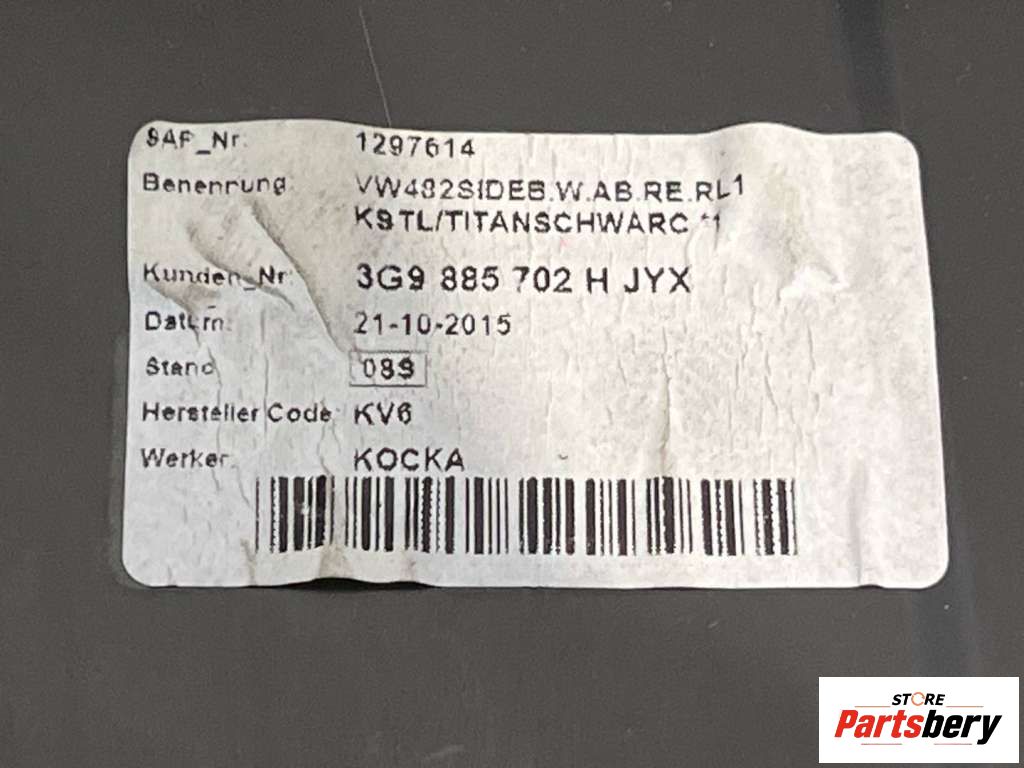 SAP_Nr: 1297614
Benennung: VW482SIDEB.W.AB.RE.RL1
KSTL/TITANSCHWARC *1
Kunden_Nr: 3G9 885 702 H JYX
Datum: 21-10-2015
Stand 089
Hersteller Code: KV6
Werker: KOCKA
STORE
Partsbery